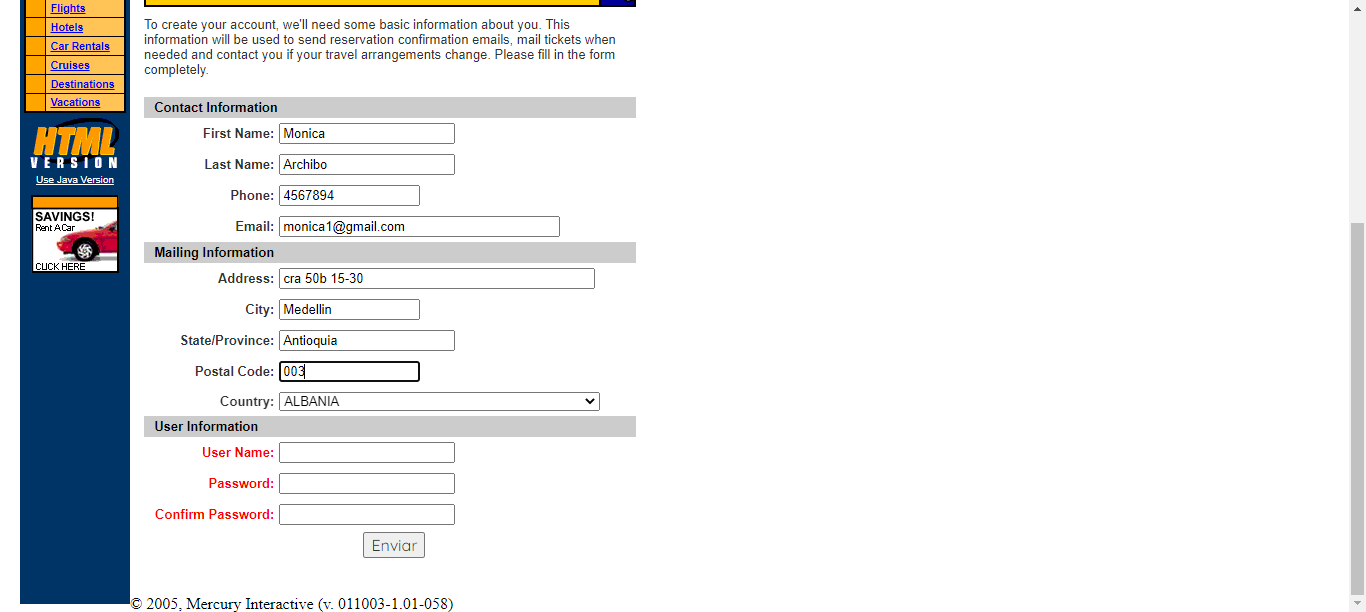 Flights
Hotels
Car Rentals
Cruises
Destinations
Vacations
HTML
VERSION
Use Java Version
SAVINGS!
Rent A Car
CLICK HERE
To create your account, we'll need some basic information about you. This
information will be used to send reservation confirmation emails, mail tickets when
needed and contact you if your travel arrangements change. Please fill in the form
completely.
Contact Information
First Name: Monica
Last Name: Archibo
Phone: 4567894
Email: monica1@gmail.com
Mailing Information
Address: cra 50b 15-30
City: Medellin
State/Province: Antioquia
Postal Code: 003
Country: ALBANIA
User Information
User Name:
Password:
Confirm Password:
Enviar
© 2005, Mercury Interactive (v. 011003-1.01-058)